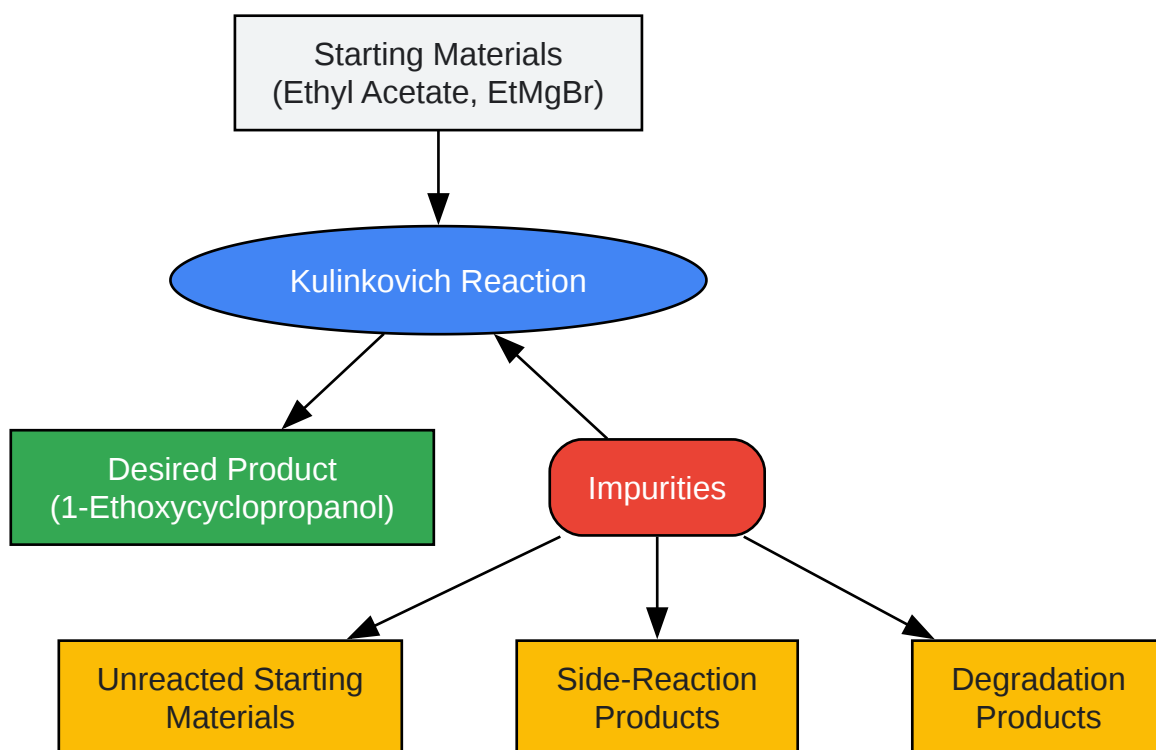 Starting Materials
(Ethyl Acetate, EtMgBr)
Kulinkovich Reaction
Desired Product
(1-Ethoxycyclopropanol)
Impurities
Unreacted Starting
Materials
Side-Reaction
Products
Degradation
Products